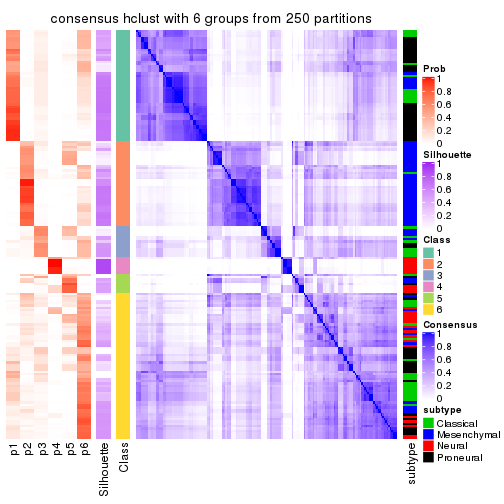 consensus hclust with 6 groups from 250 partitions
Prob
1
0.8
0.6
0.4
0.2
0
Silhouette
1
0.8
0.6
0.4
0.2
0
Class
1
2
3
4
5
6
Consensus
1
0.8
0.6
0.4
0.2
0
subtype
Classical
Mesenchymal
Neural
Proneural
p1
p2
p3
p4
p5
p6
Silhouette
Class
subtype